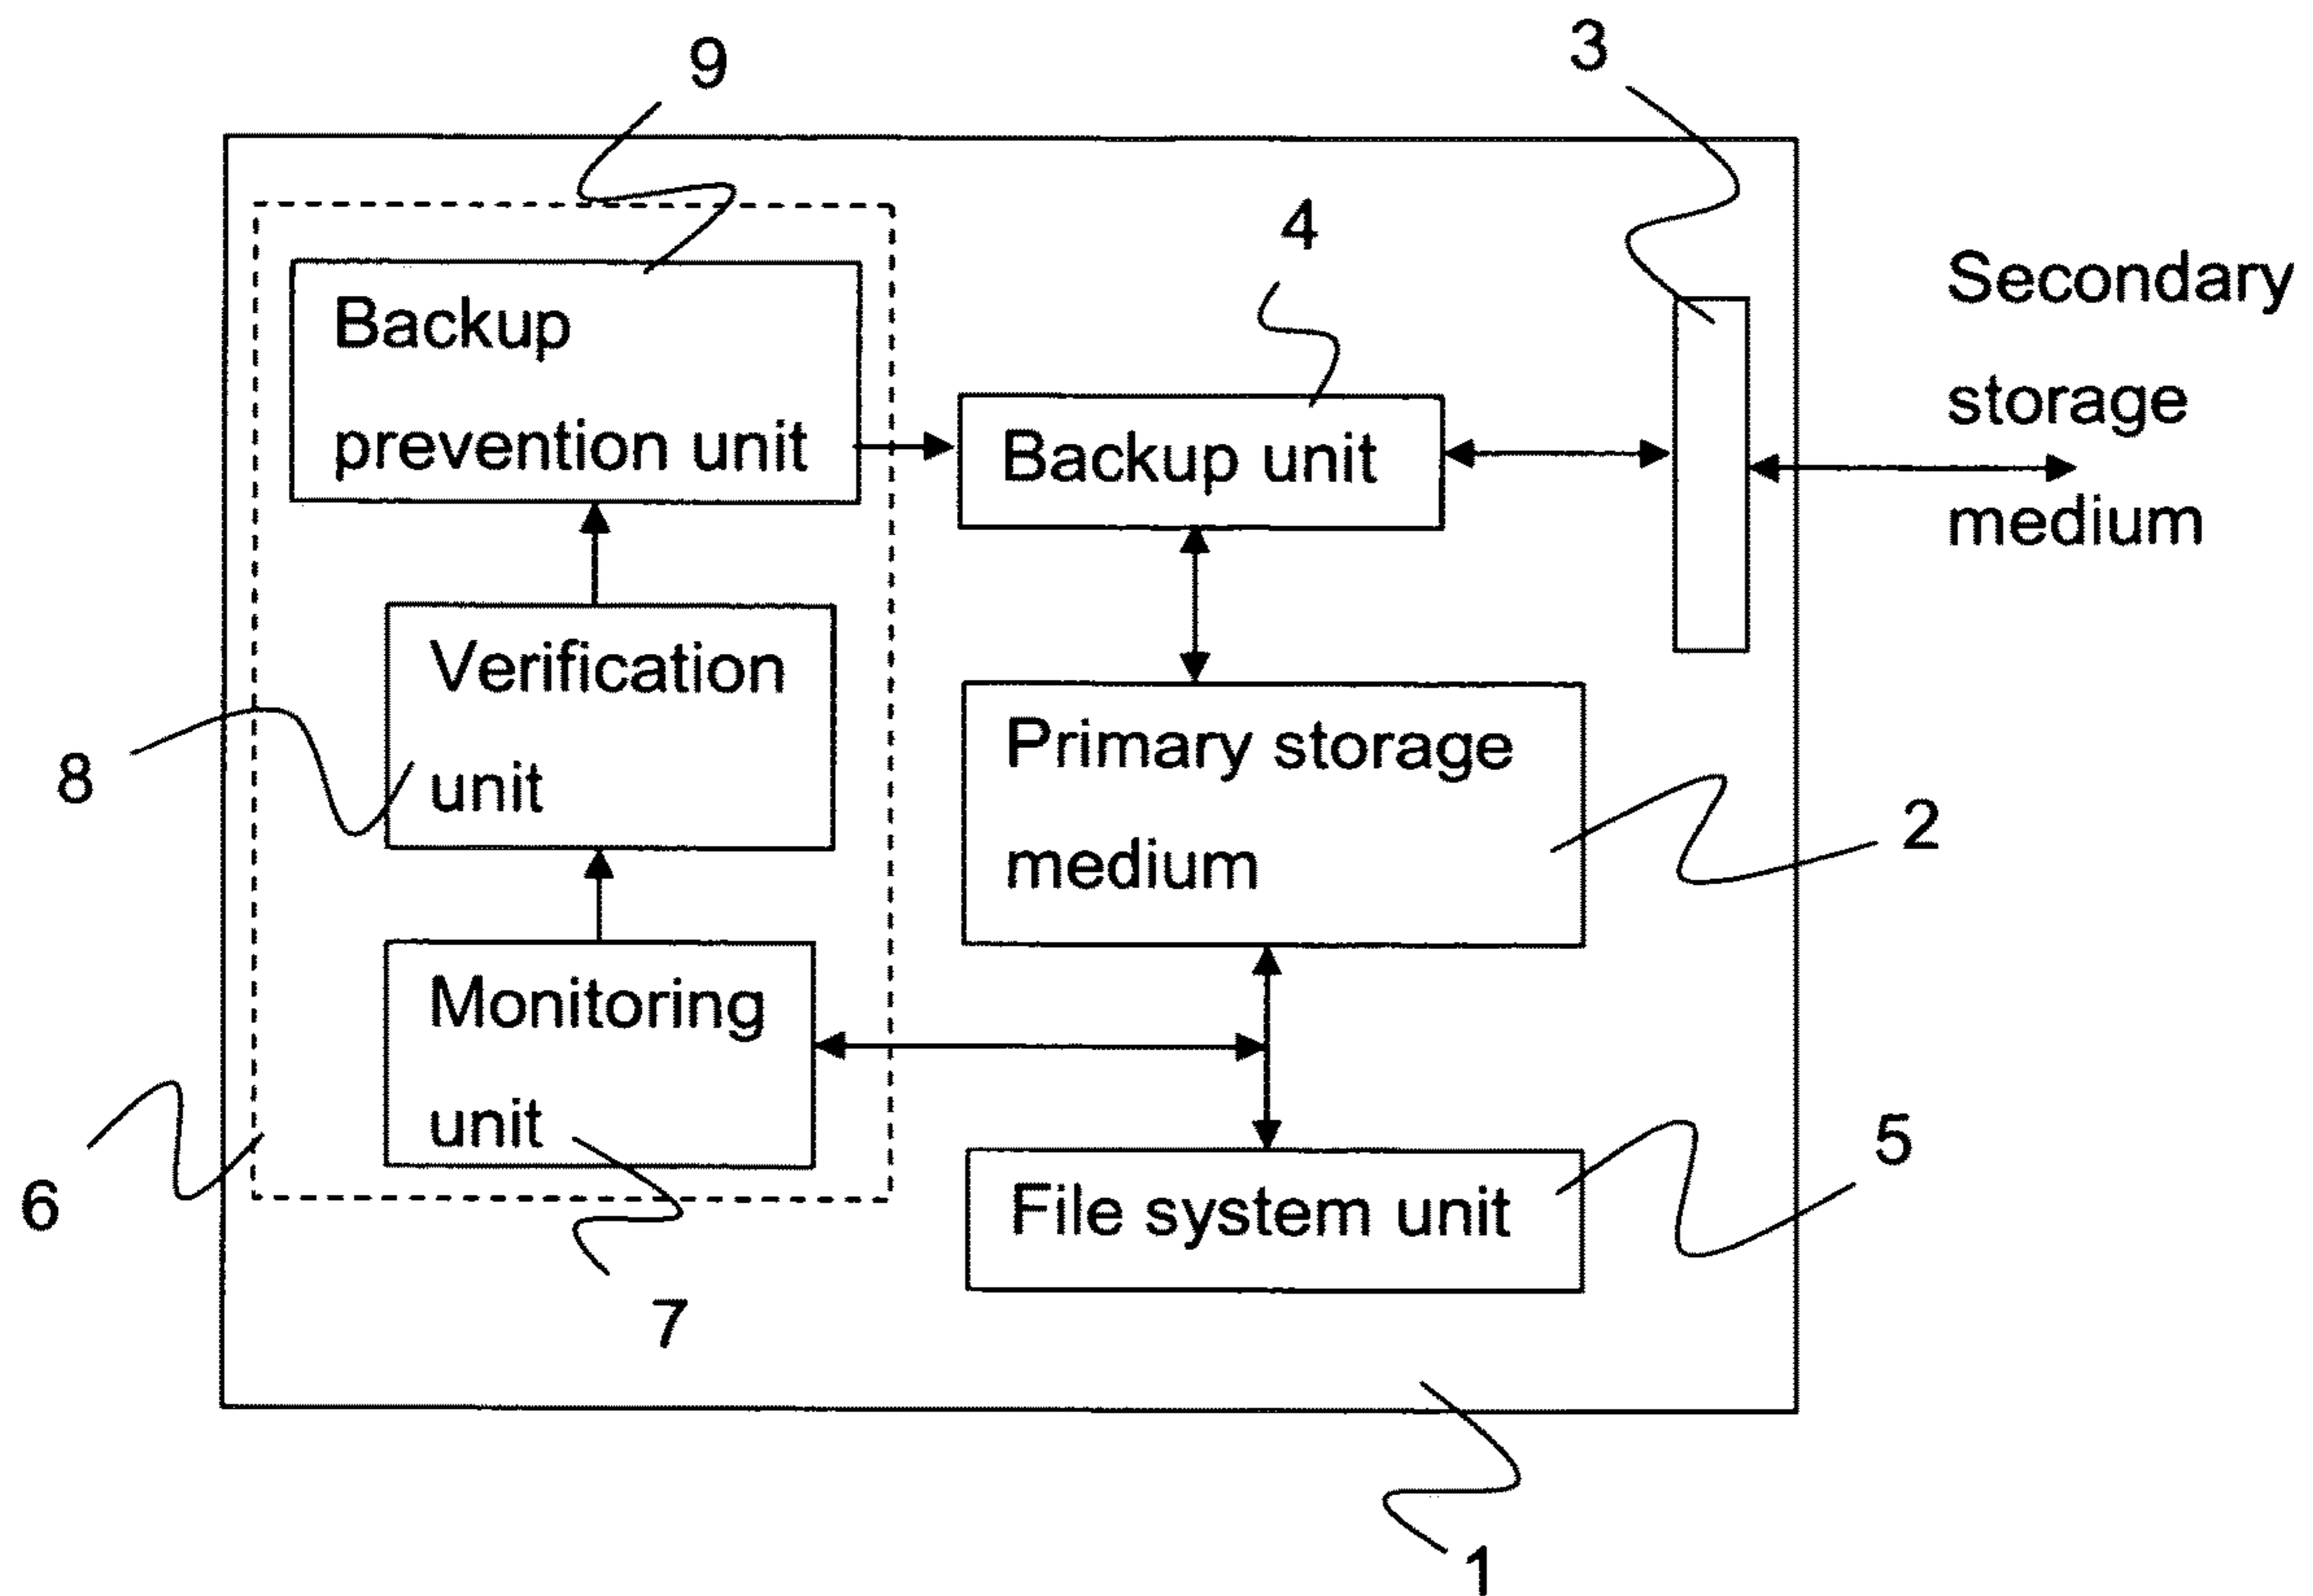 9
3
4
Secondary
storage
medium
Backup
prevention unit
Backup unit
Verification
unit
8
Primary storage
medium
2
Monitoring
unit
6
7
File system unit
5
1